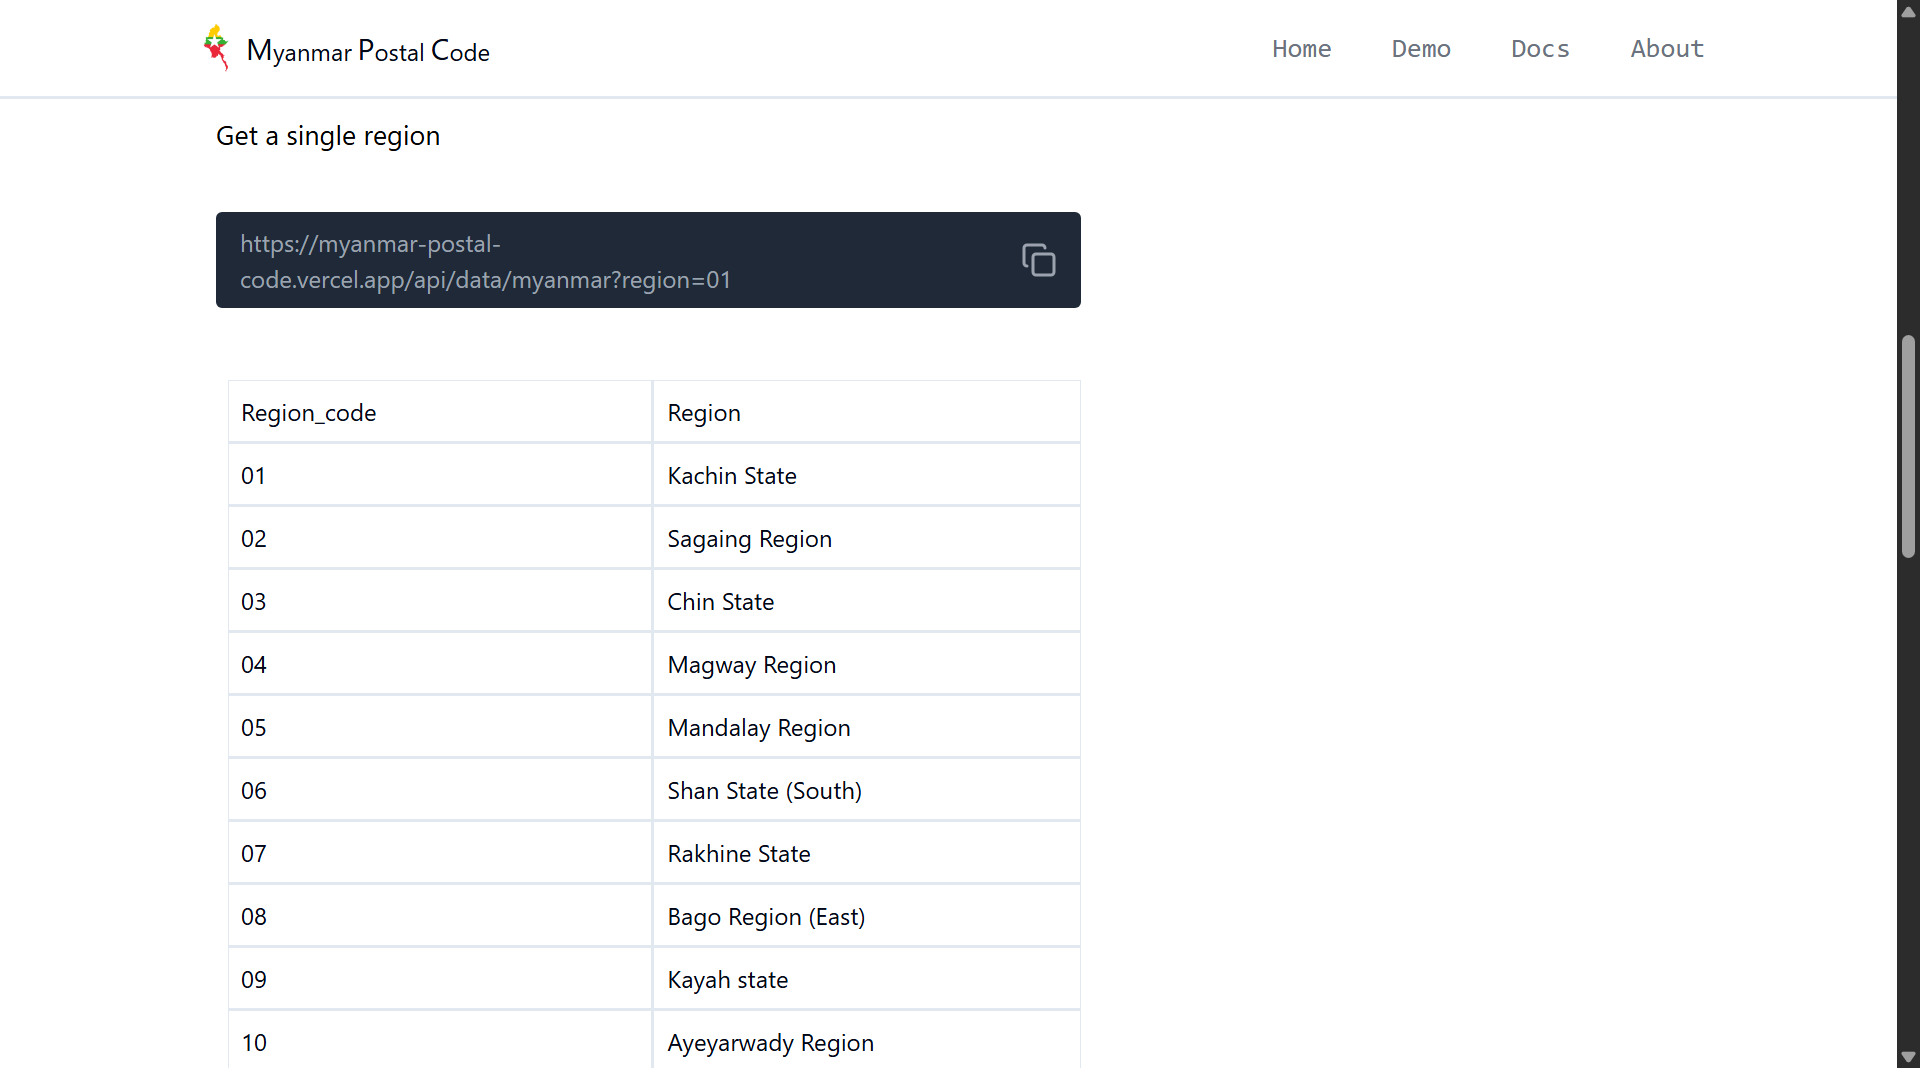 Myanmar Postal Code
Home Demo Docs About
Get a single region
https://myanmar-postal-
code.vercel.app/api/data/myanmar?region=01
Region_code Region
01 Kachin State
02 Sagaing Region
03 Chin State
04 Magway Region
05 Mandalay Region
06 Shan State (South)
07 Rakhine State
08 Bago Region (East)
09 Kayah state
10 Ayeyarwady Region